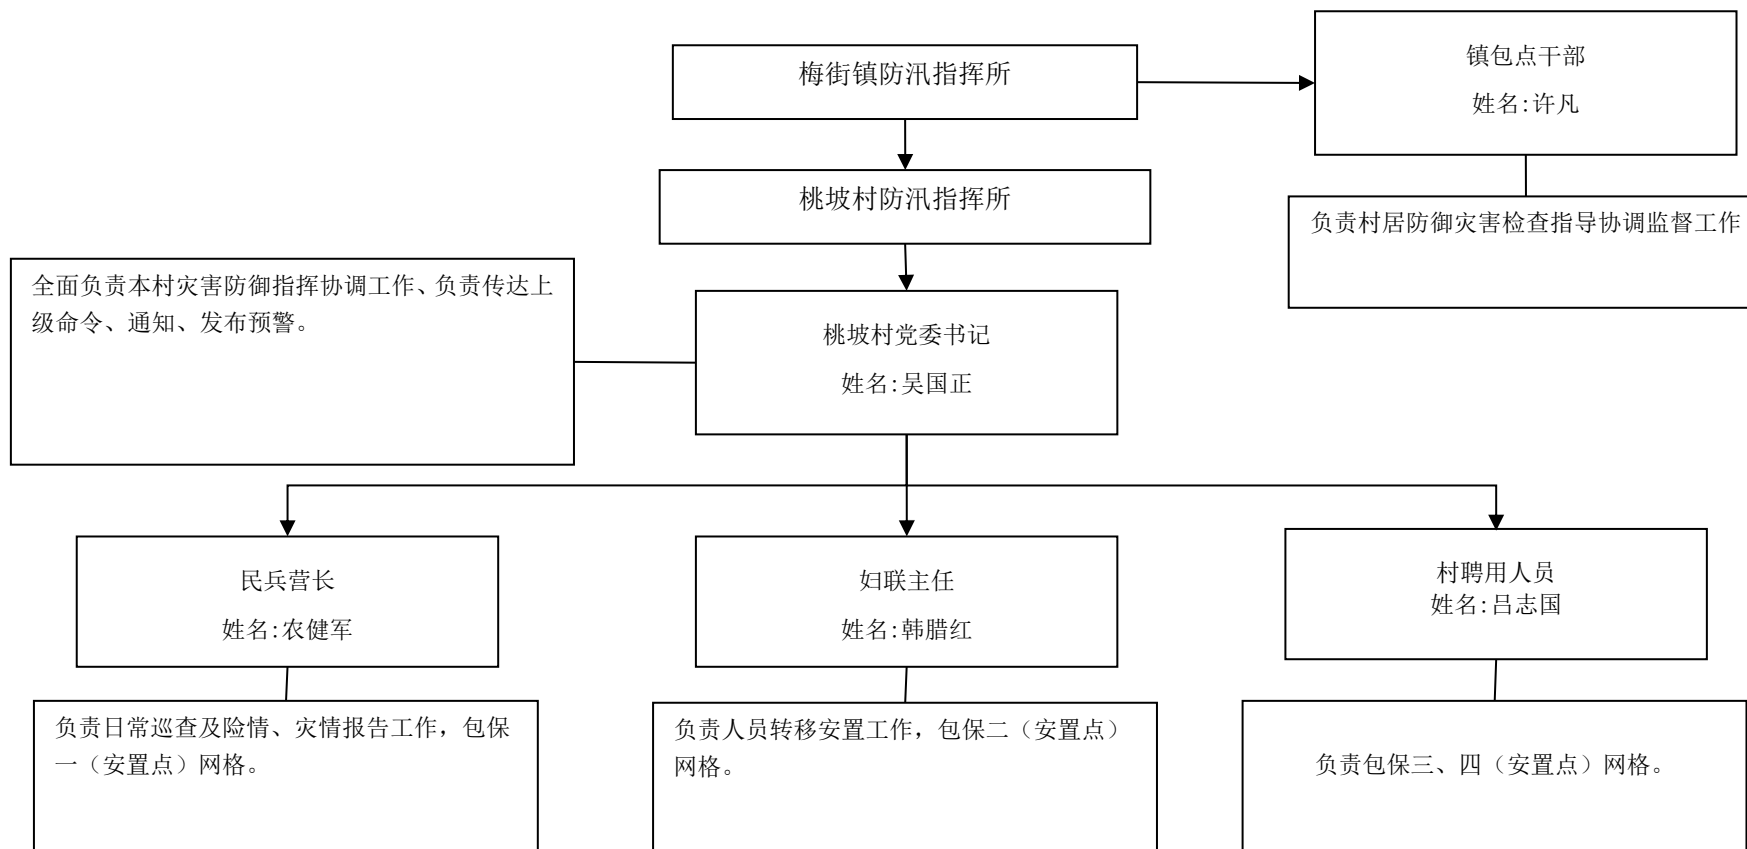 梅街镇防汛指挥所
镇包点干部
姓名:许凡
桃坡村防汛指挥所
负责村居防御灾害检查指导协调监督工作
全面负责本村灾害防御指挥协调工作、负责传达上
级命令、通知、发布预警。
桃坡村党委书记
姓名:吴国正
民兵营长
姓名:农健军
妇联主任
姓名:韩腊红
村聘用人员
姓名:吕志国
负责日常巡查及险情、灾情报告工作，包保
一（安置点）网格。
负责人员转移安置工作，包保二（安置点）
网格。
负责包保三、四（安置点）网格。